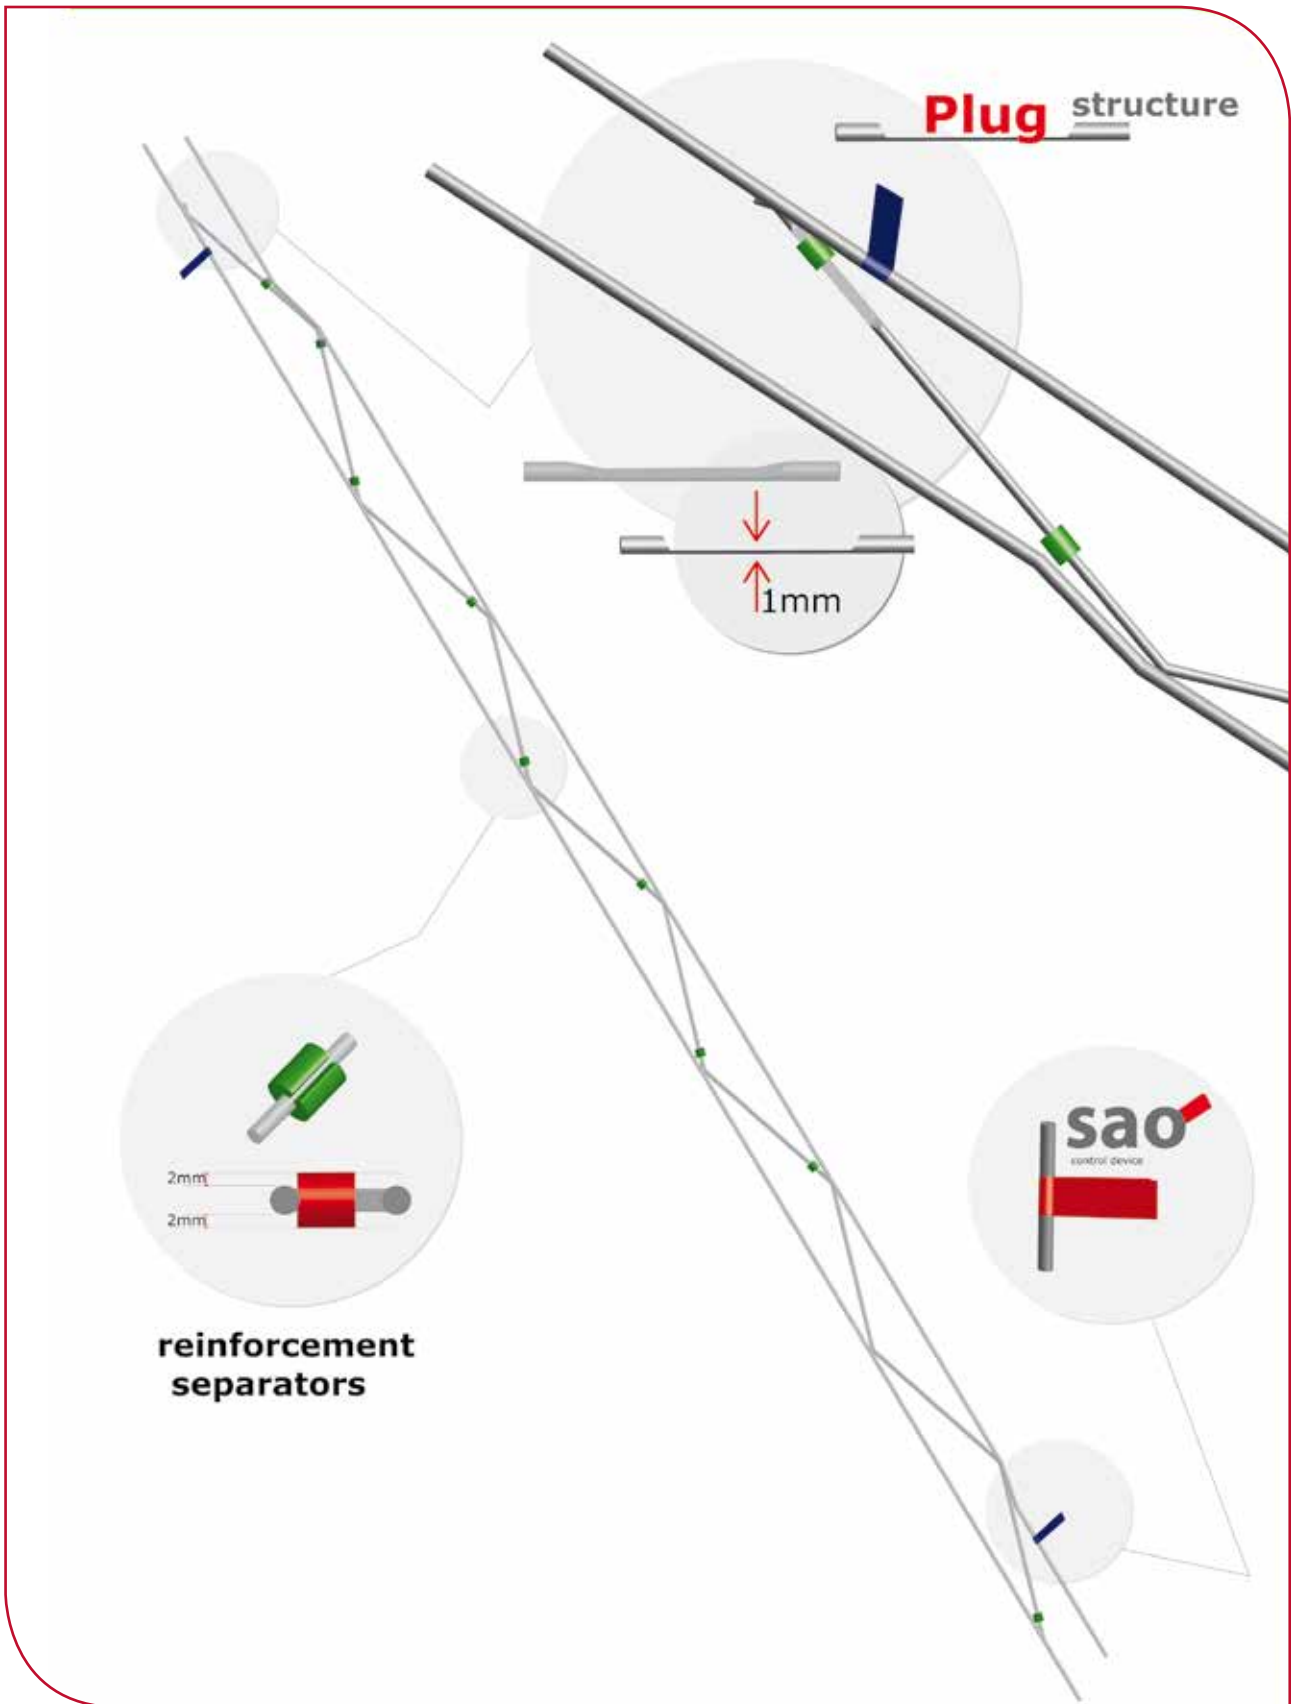 Plug structure
1mm
2mm
2mm
reinforcement
separators
sao
control device